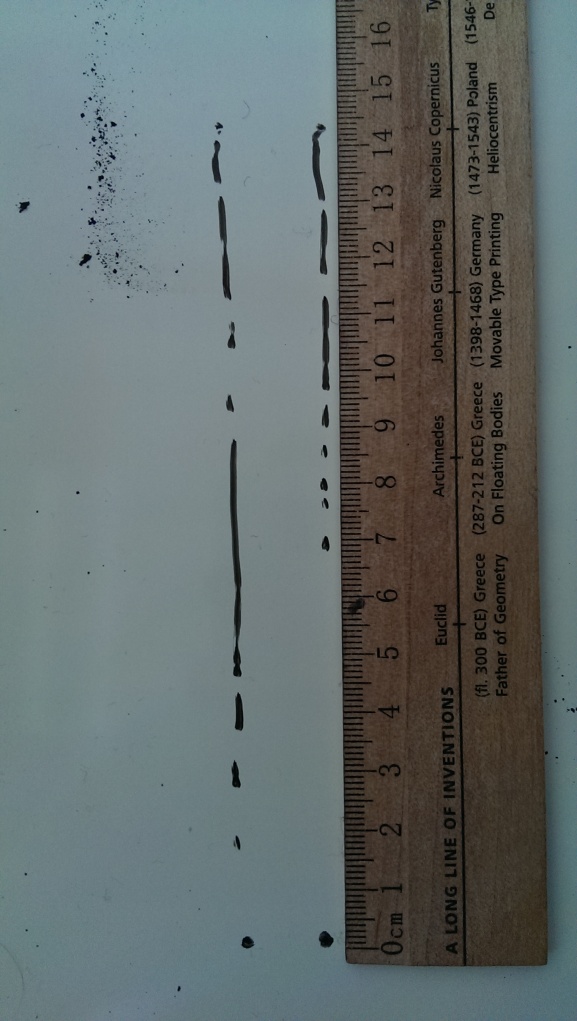 A LONG LINE OF INVENTIONS
Euclid
(fl. 300 BCE) Greece
Father of Geometry
Archimedes
(287-212 BCE) Greece
On Floating Bodies
Johannes Gutenberg
(1398-1468) Germany
Movable Type Printing
Nicolaus Copernicus
(1473-1543) Poland
Heliocentrism
Ty
(1546-
De
0cm 1 2 3 4 5 6 7 8 9 10 11 12 13 14 15 16